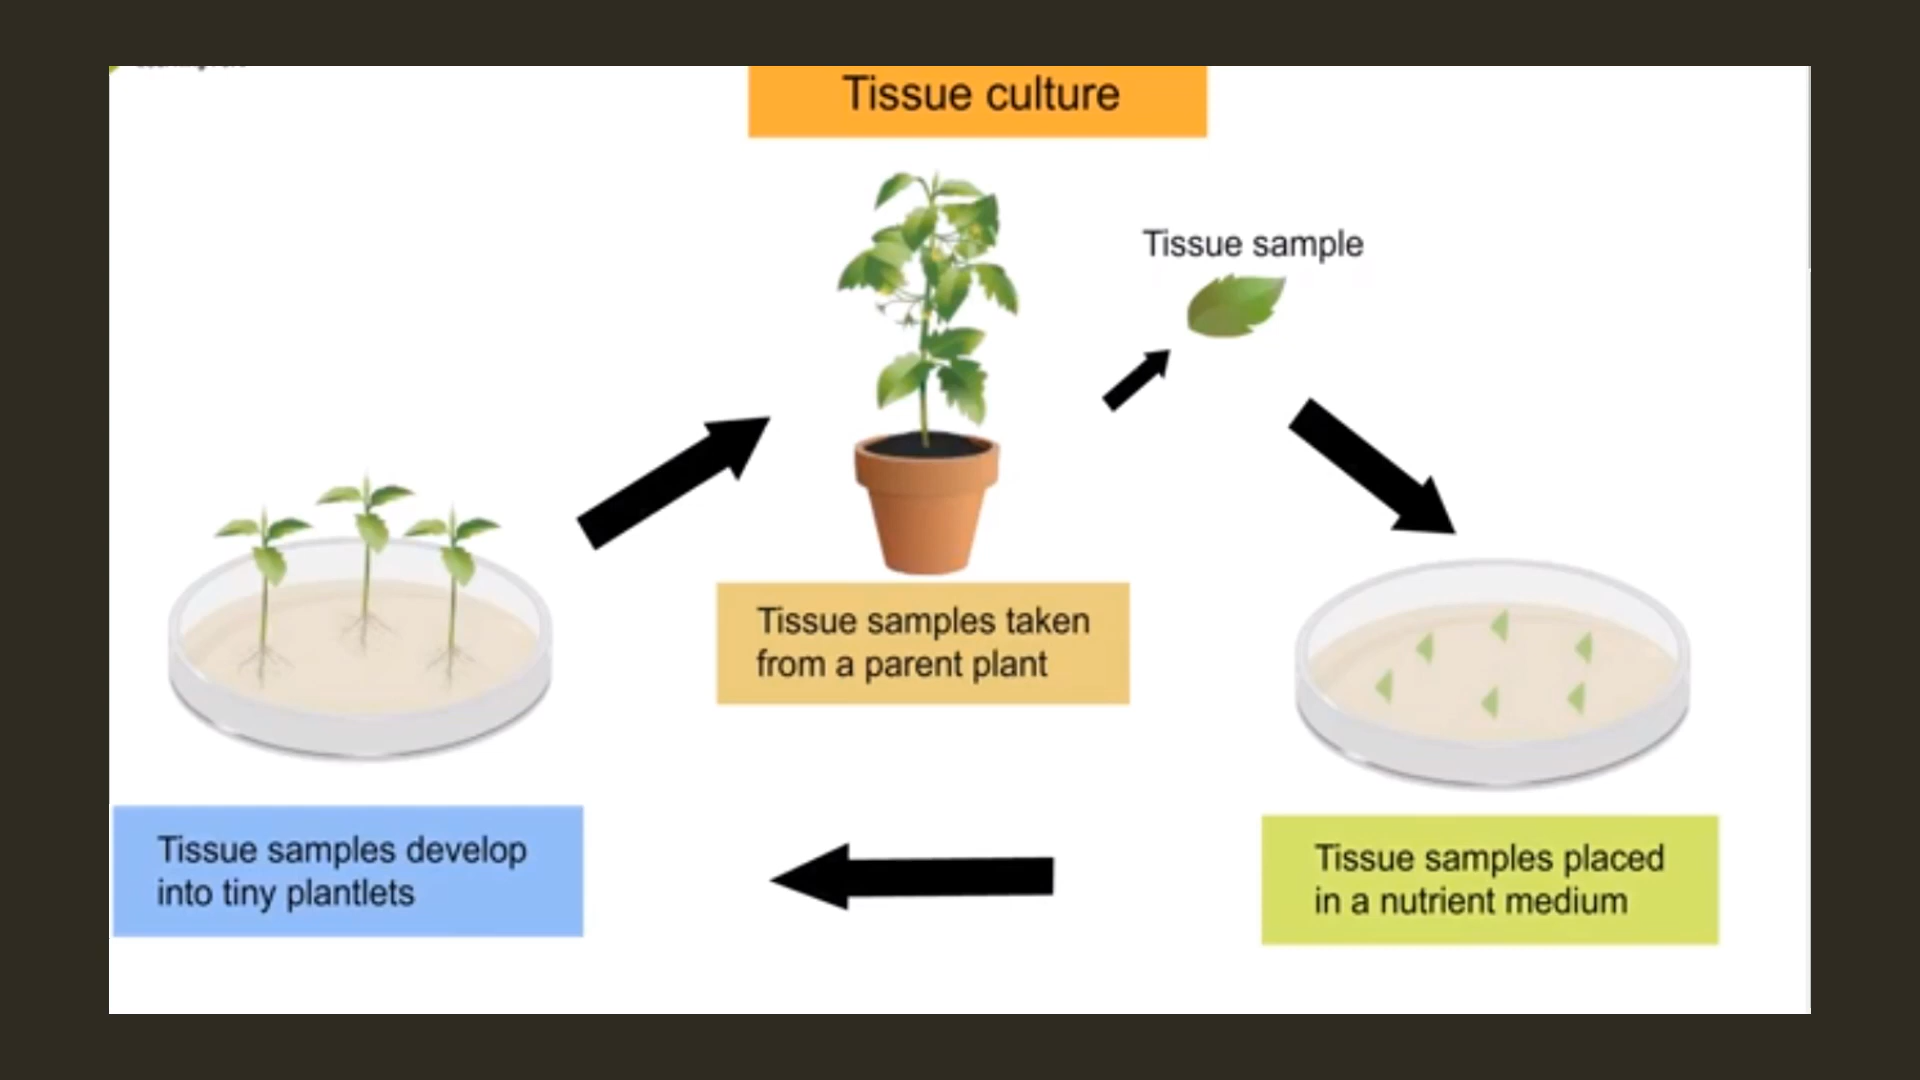 Tissue culture
Tissue sample
Tissue samples taken
from a parent plant
Tissue samples placed
in a nutrient medium
Tissue samples develop
into tiny plantlets